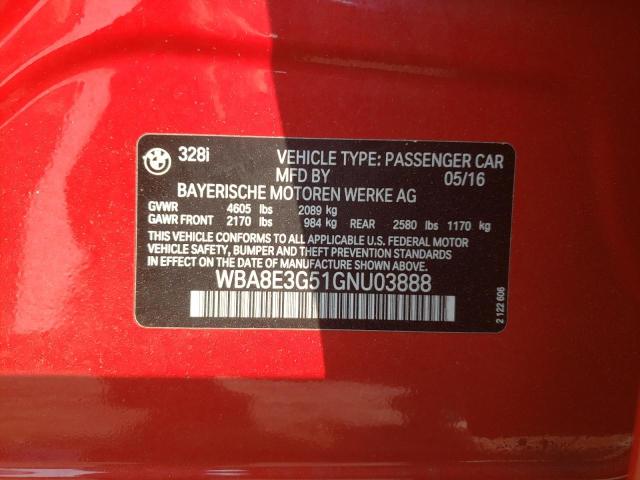 BMW 328i VEHICLE TYPE: PASSENGER CAR
MFD BY 05/16
BAYERISCHE MOTOREN WERKE AG
GVWR 4605 lbs 2089 kg
GAWR FRONT 2170 lbs 984 kg REAR 2580 lbs 1170 kg
THIS VEHICLE CONFORMS TO ALL APPLICABLE U.S. FEDERAL MOTOR
VEHICLE SAFETY, BUMPER AND THEFT PREVENTION STANDARDS
IN EFFECT ON THE DATE OF MANUFACTURE SHOWN ABOVE.
WBA8E3G51GNU03888
2 122 606